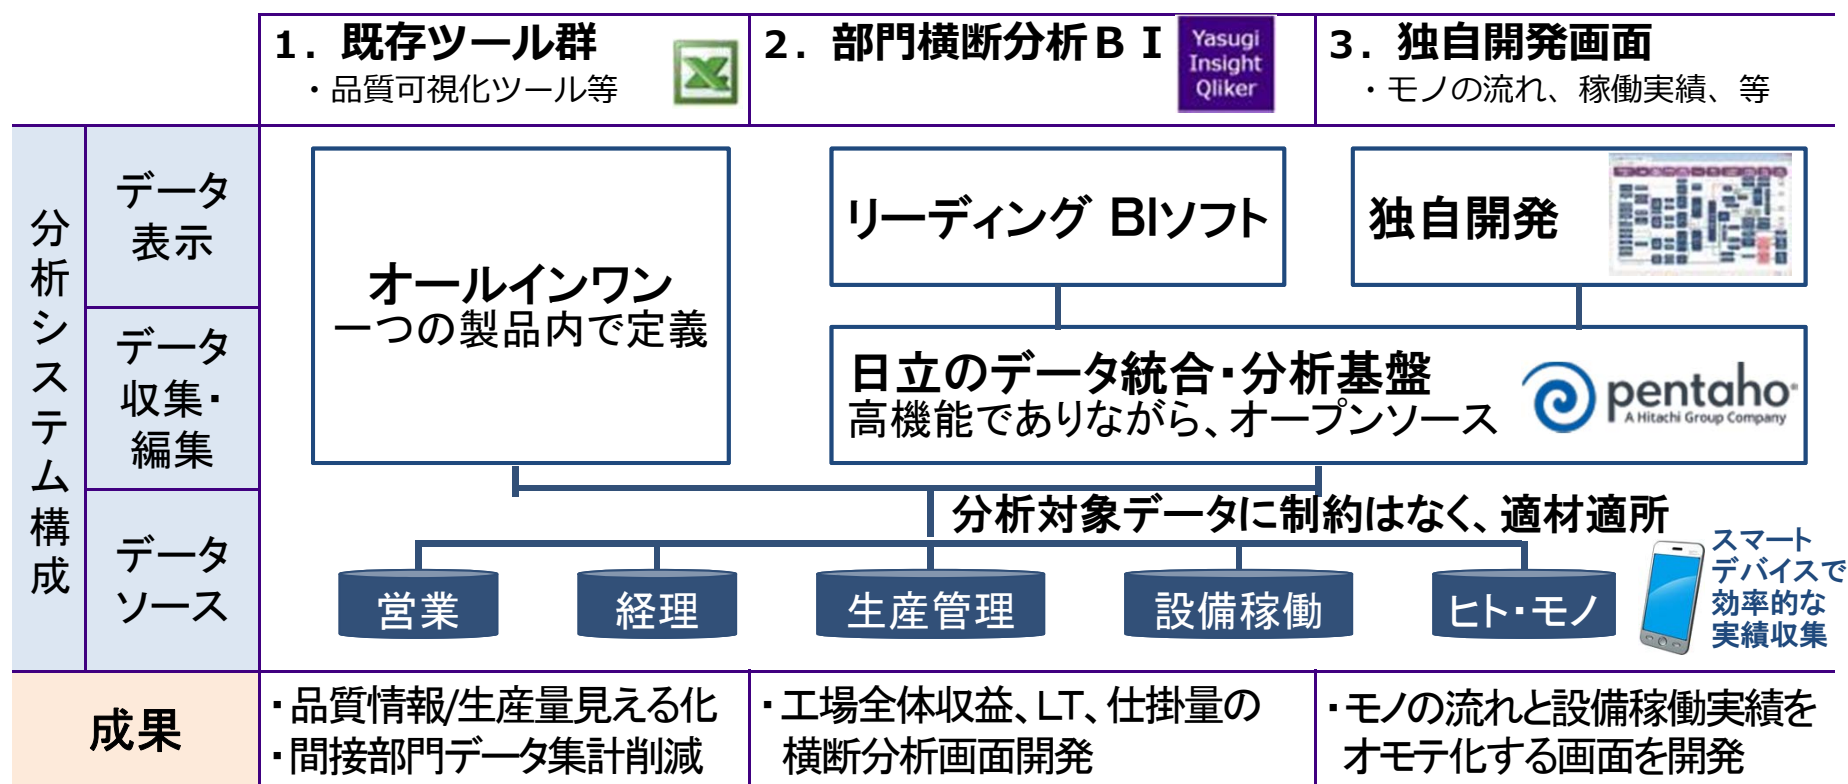 1. 既存ツール群
・品質可視化ツール等
2. 部門横断分析ＢＩ
Yasugi
Insight
Qliker
3. 独自開発画面
・モノの流れ、稼働実績、等
分析システム構成
データ
表示
データ
収集・
編集
データ
ソース
オールインワン
一つの製品内で定義
リーディング BIソフト
独自開発
日立のデータ統合・分析基盤
高機能でありながら、オープンソース
pentaho
A Hitachi Group Company
分析対象データに制約はなく、適材適所
営業
経理
生産管理
設備稼働
ヒト・モノ
スマート
デバイスで
効率的な
実績収集
成果
・品質情報/生産量見える化
・間接部門データ集計削減
・工場全体収益、LT、仕掛量の
横断分析画面開発
・モノの流れと設備稼働実績を
オモテ化する画面を開発